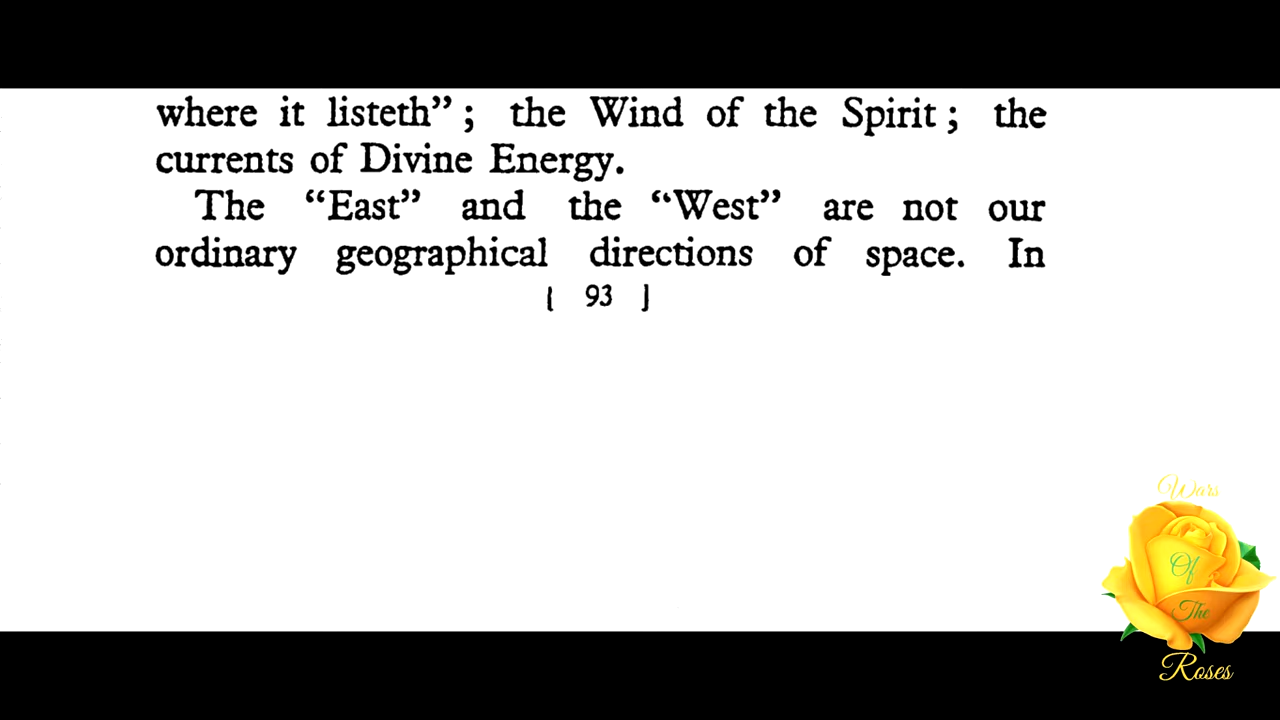 where it listeth” ; the Wind of the Spirit ; the
currents of Divine Energy.
The “East” and the “West” are not our
ordinary geographical directions of space. In
[ 93 ]
Wars
Of
The
Roses